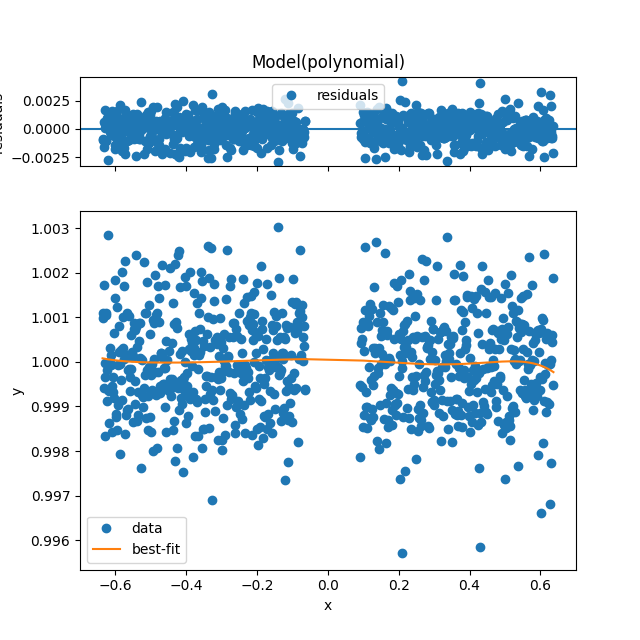 Model(polynomial)
residuals
0.0025
0.0000
−0.0025
residuals
1.003
1.002
1.001
1.000
0.999
0.998
0.997
0.996
y
data
best-fit
−0.6
−0.4
−0.2
0.0
0.2
0.4
0.6
x